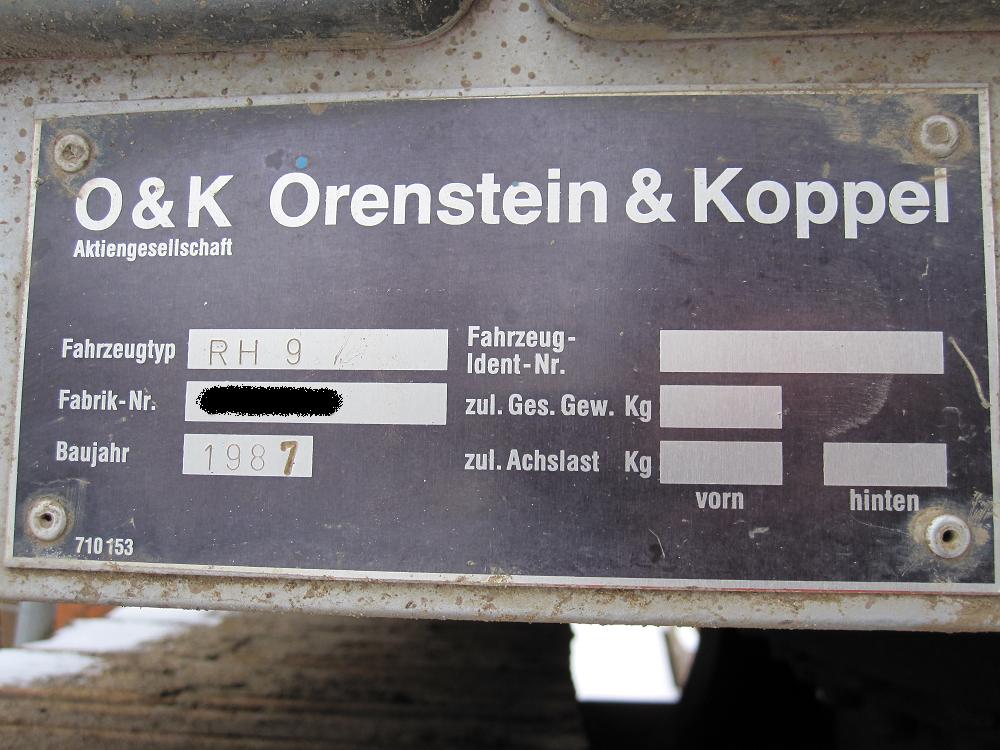 O & K Orenstein & Koppel
Aktiengesellschaft
Fahrzeugtyp RH 9
Fabrik-Nr.
Baujahr 1987
Fahrzeug-
Ident-Nr.
zul. Ges. Gew. Kg
zul. Achslast Kg
vorn hinten
710 153